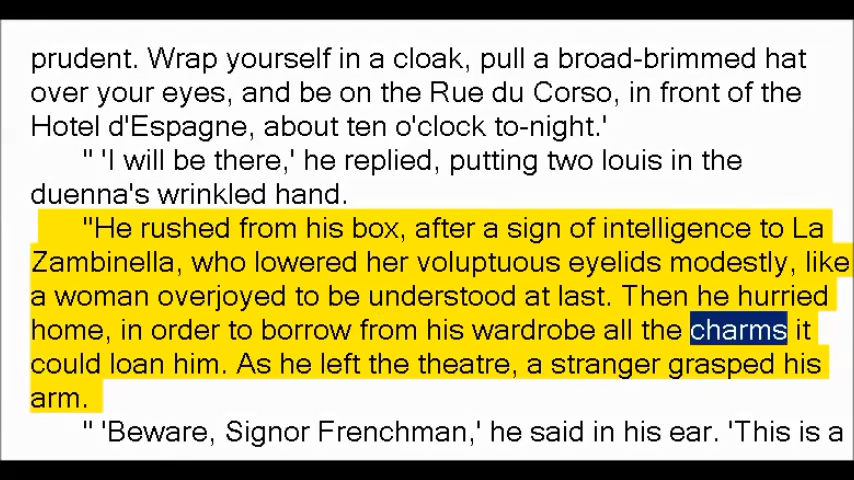 prudent. Wrap yourself in a cloak, pull a broad-brimmed hat
over your eyes, and be on the Rue du Corso, in front of the
Hotel d'Espagne, about ten o'clock to-night.'
" 'I will be there,' he replied, putting two louis in the
duenna's wrinkled hand.
"He rushed from his box, after a sign of intelligence to La
Zambinella, who lowered her voluptuous eyelids modestly, like
a woman overjoyed to be understood at last. Then he hurried
home, in order to borrow from his wardrobe all the charms it
could loan him. As he left the theatre, a stranger grasped his
arm.
" 'Beware, Signor Frenchman,' he said in his ear. 'This is a